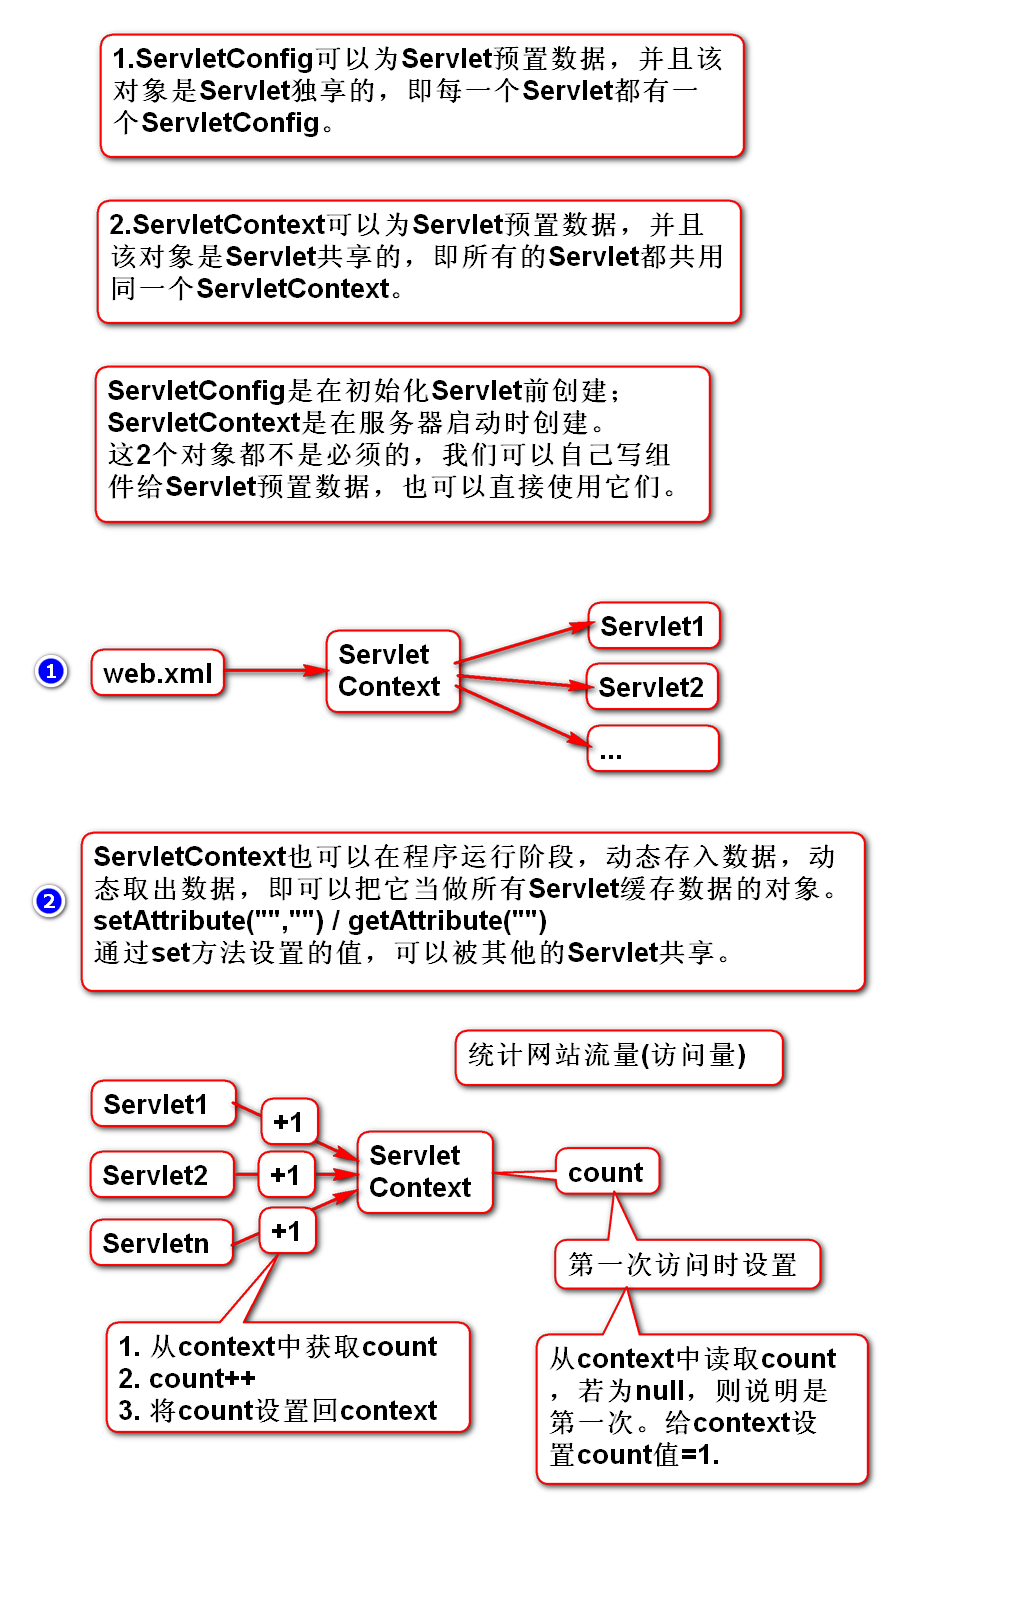 1.ServletConfig可以为Servlet预置数据，并且该
对象是Servlet独享的，即每一个Servlet都有一
个ServletConfig。
2.ServletContext可以为Servlet预置数据，并且
该对象是Servlet共享的，即所有的Servlet都共用
同一个ServletContext。
ServletConfig是在初始化Servlet前创建；
ServletContext是在服务器启动时创建。
这2个对象都不是必须的，我们可以自己写组
件给Servlet预置数据，也可以直接使用它们。
1
web.xml
Servlet
Context
Servlet1
Servlet2
...
2
ServletContext也可以在程序运行阶段，动态存入数据，动
态取出数据，即可以把它当做所有Servlet缓存数据的对象。
setAttribute("","") / getAttribute("")
通过set方法设置的值，可以被其他的Servlet共享。
统计网站流量(访问量)
Servlet1
+1
Servlet2
+1
Servletn
+1
Servlet
Context
count
第一次访问时设置
1. 从context中获取count
2. count++
3. 将count设置回context
从context中读取count
，若为null，则说明是
第一次。给context设
置count值=1.